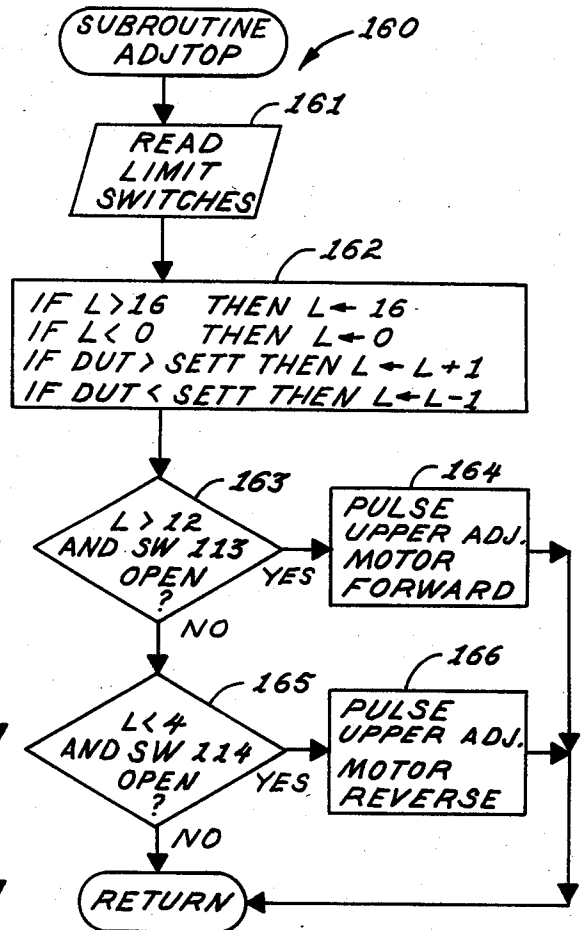 SUBROUTINE
ADJTOP
160
161
READ
LIMIT
SWITCHES
162
IF L>16 THEN L←16
IF L<0 THEN L←0
IF DUT>SETT THEN L←L+1
IF DUT<SETT THEN L←L-1
163
L>12
AND SW 113
OPEN
?
YES
NO
164
PULSE
UPPER ADJ.
MOTOR
FORWARD
165
L<4
AND SW 114
OPEN
?
YES
NO
166
PULSE
UPPER ADJ.
MOTOR
REVERSE
RETURN